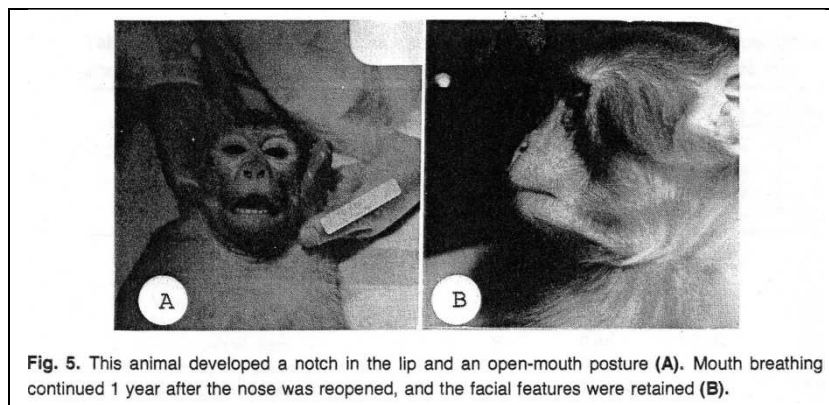 A
B
Fig. 5. This animal developed a notch in the lip and an open-mouth posture (A). Mouth breathing
continued 1 year after the nose was reopened, and the facial features were retained (B).